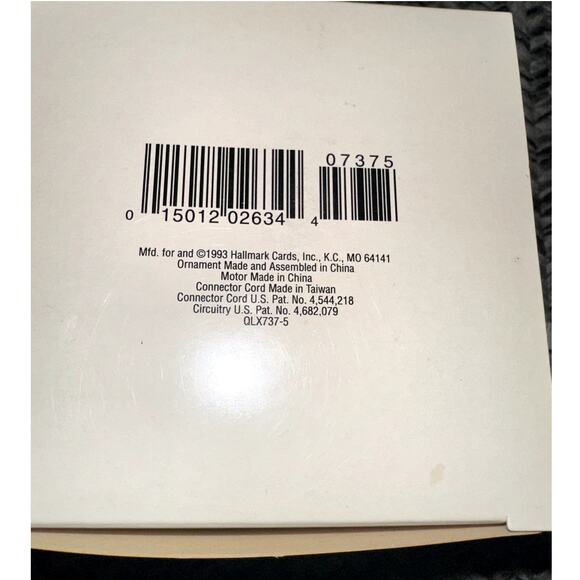 07375
0 15012 02634 4
Mfd. for and ©1993 Hallmark Cards, Inc., K.C., MO 64141
Ornament Made and Assembled in China
Motor Made in China
Connector Cord Made in Taiwan
Connector Cord U.S. Pat. No. 4,544,218
Circuitry U.S. Pat. No. 4,682,079
QLX737-5